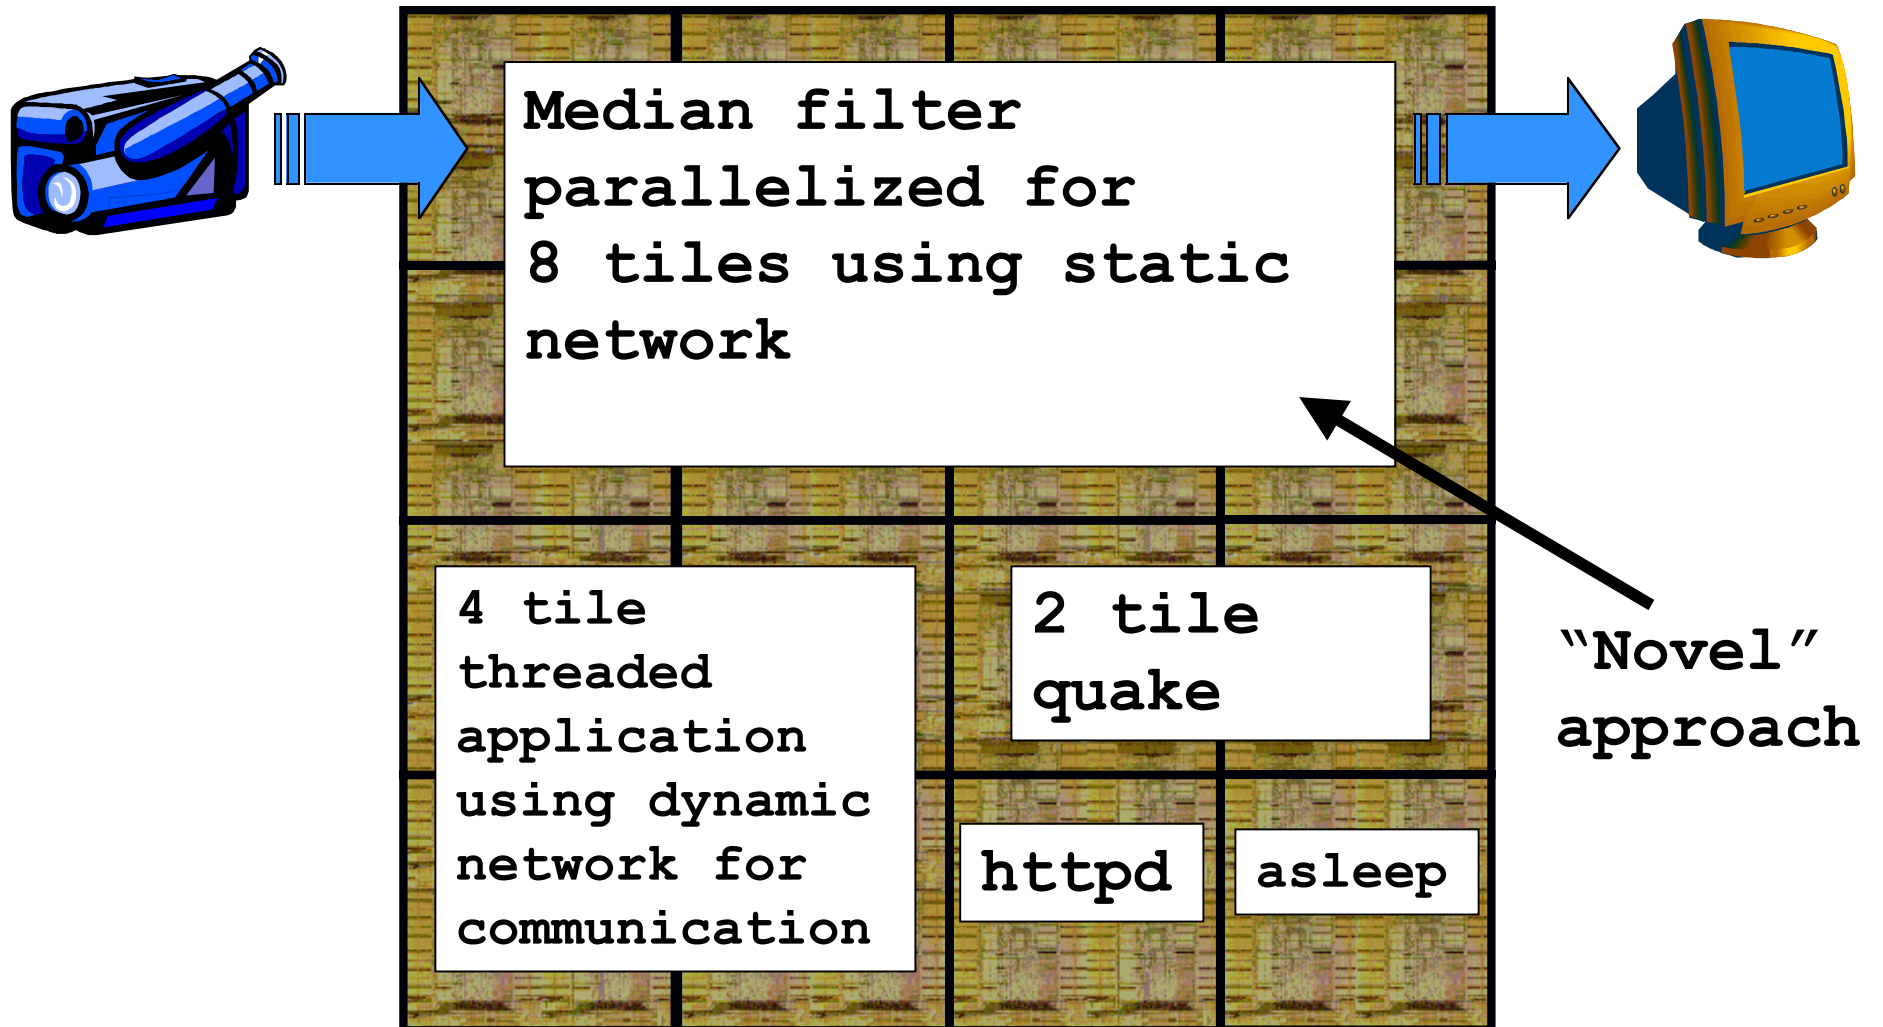 Median filter
parallelized for
8 tiles using static
network
4 tile
threaded
application
using dynamic
network for
communication
2 tile
quake
httpd
asleep
“Novel”
approach